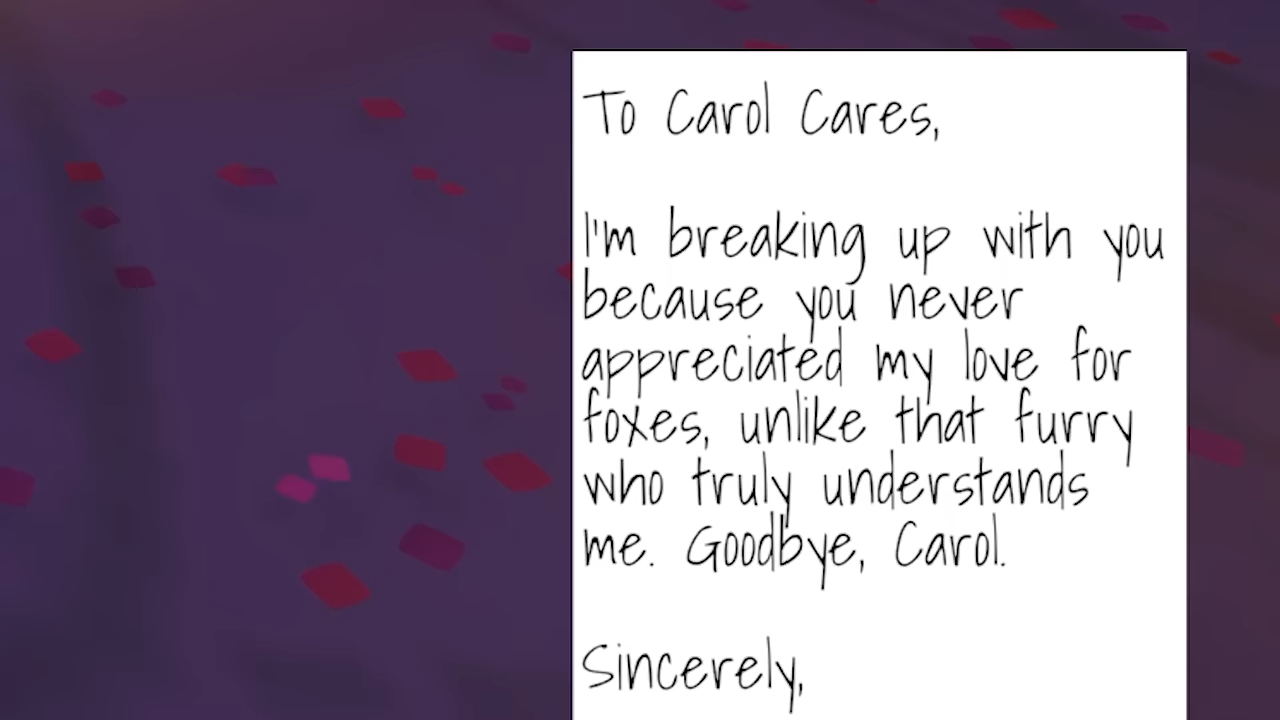 To Carol Cares,
I'm breaking up with you
because you never
appreciated my love for
foxes, unlike that furry
who truly understands
me. Goodbye, Carol.
Sincerely,